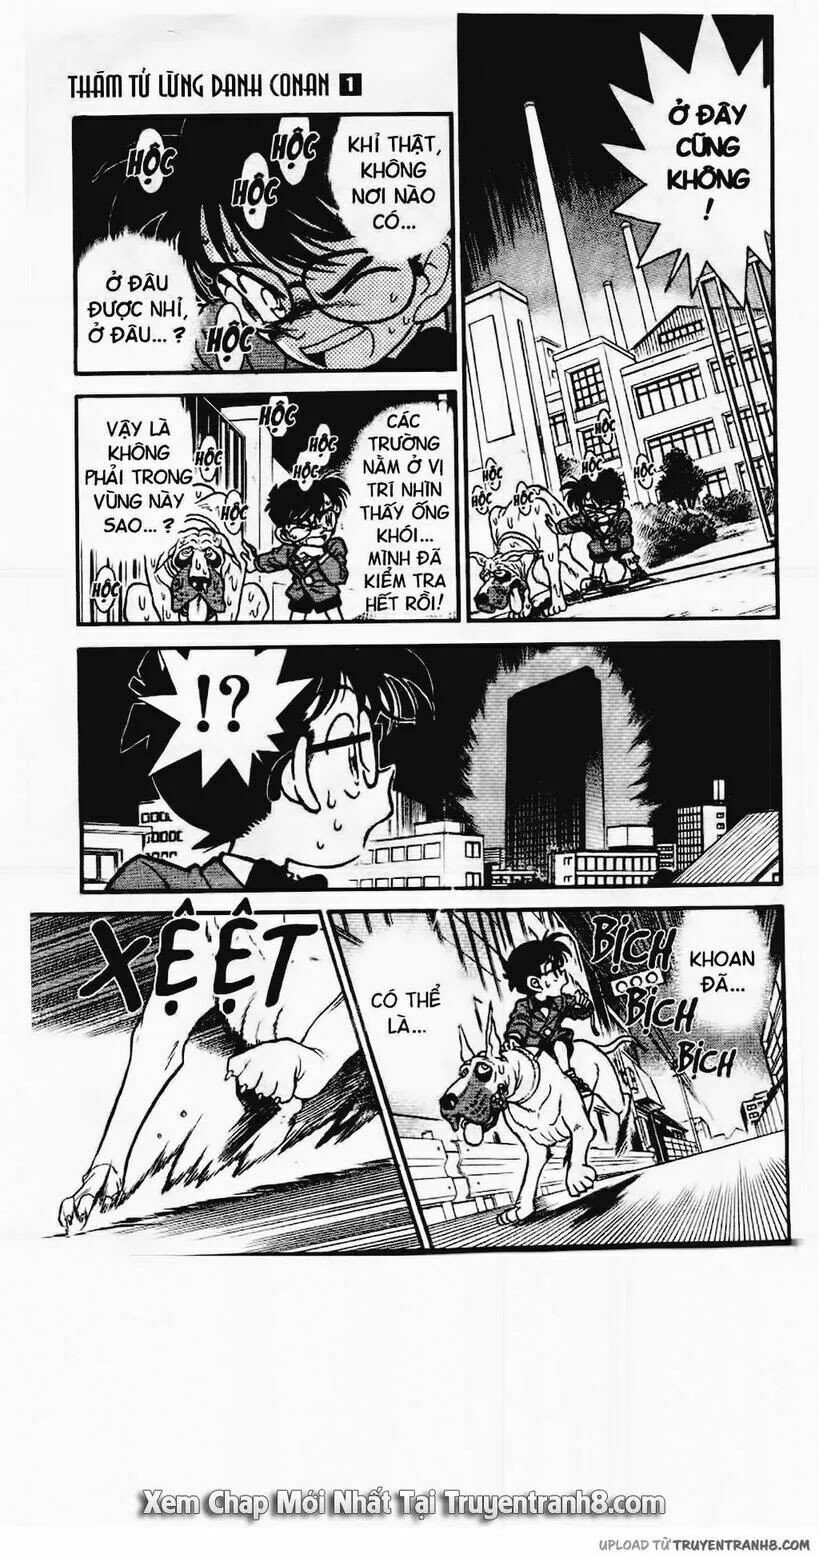 THÁM TỬ LỪNG DANH CONAN 1
Ở ĐÂY
CŨNG
KHÔNG
!
HỘC
HỘC
HỘC
HỘC
KHỈ THẬT,
KHÔNG
NƠI NÀO
CÓ...
HỘC
HỘC
HỘC
Ở ĐÂU
ĐƯỢC NHỈ,
Ở ĐÂU... ?
HỘC
CÁC
TRƯỜNG
NẰM Ở VỊ
TRÍ NHÌN
THẤY ỐNG
KHÓI...
MÌNH ĐÃ
KIỂM TRA
HẾT RỒI!
HỘC
HỘC
HỘC
HỘC
HỘC
HỘC
VẬY LÀ
KHÔNG
PHẢI TRONG
VÙNG NÀY
SAO... ?
!?
KHOAN
ĐÃ...
BỊCH
BỊCH
BỊCH
CÓ THỂ
LÀ...
XỆỆT
Xem Chap Mới Nhất Tại Truyentranh8.com
UPLOAD TỪ TRUYENTRANH8.COM